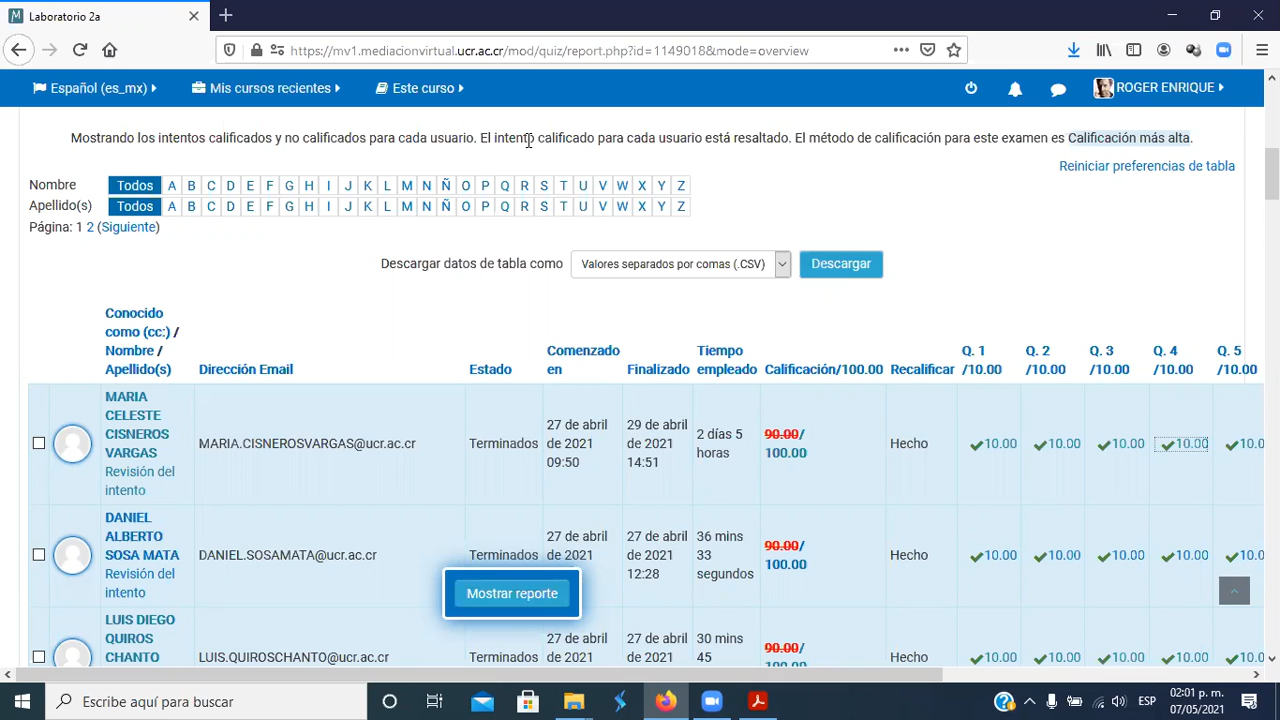 Laboratorio 2a
https://mv1.mediacionvirtual.ucr.ac.cr/mod/quiz/report.php?id=1149018&mode=overview
Español (es_mx) Mis cursos recientes Este curso ROGER ENRIQUE
Mostrando los intentos calificados y no calificados para cada usuario. El intento calificado para cada usuario está resaltado. El método de calificación para este examen es Calificación más alta.
Reiniciar preferencias de tabla
Nombre Todos A B C D E F G H I J K L M N Ñ O P Q R S T U V W X Y Z
Apellido(s) Todos A B C D E F G H I J K L M N Ñ O P Q R S T U V W X Y Z
Página: 1 2 (Siguiente)
Descargar datos de tabla como Valores separados por comas (.CSV) Descargar
Conocido
como (cc:) /
Nombre / Comenzado Tiempo Q. 1 Q. 2 Q. 3 Q. 4 Q. 5
Apellido(s) Dirección Email Estado en Finalizado empleado Calificación/100.00 Recalificar /10.00 /10.00 /10.00 /10.00 /10.00
MARIA
CELESTE
CISNEROS
VARGAS
Revisión del
intento
MARIA.CISNEROSVARGAS@ucr.ac.cr Terminados
27 de abril
de 2021
09:50
29 de abril
de 2021
14:51
2 días 5
horas
90.00/
100.00
Hecho 10.00 10.00 10.00 10.00 10.0
DANIEL
ALBERTO
SOSA MATA
Revisión del
intento
DANIEL.SOSAMATA@ucr.ac.cr Terminados
27 de abril
de 2021
27 de abril
de 2021
12:28
36 mins
33
segundos
90.00/
100.00
Hecho 10.00 10.00 10.00 10.00 10.0
Mostrar reporte
LUIS DIEGO
QUIROS
CHANTO
LUIS.QUIROSCHANTO@ucr.ac.cr Terminados
27 de abril
de 2021
27 de abril
de 2021
30 mins
45
90.00/
100.00
Hecho 10.00 10.00 10.00 10.00 10.0
Escribe aquí para buscar
ESP
02:01 p. m.
07/05/2021